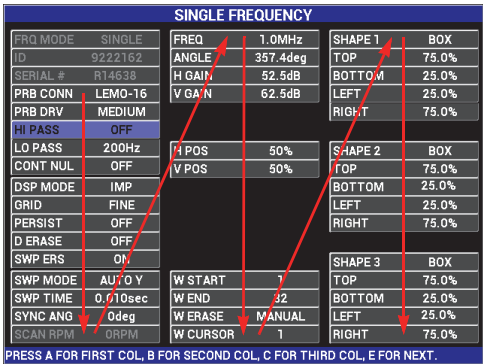 SINGLE FREQUENCY
FRQ MODE SINGLE
ID 9222162
SERIAL # R14638
PRB CONN LEMO-16
PRB DRV MEDIUM
HI PASS OFF
LO PASS 200Hz
CONT NUL OFF
DSP MODE IMP
GRID FINE
PERSIST OFF
D ERASE OFF
SWP ERS ON
SWP MODE AUTO Y
SWP TIME 0.010sec
SYNC ANG 0deg
SCAN RPM 0RPM
FREQ 1.0MHz
ANGLE 357.4deg
H GAIN 52.5dB
V GAIN 62.5dB
H POS 50%
V POS 50%
W START 1
W END 32
W ERASE MANUAL
W CURSOR 1
SHAPE 1 BOX
TOP 75.0%
BOTTOM 25.0%
LEFT 25.0%
RIGHT 75.0%
SHAPE 2 BOX
TOP 75.0%
BOTTOM 25.0%
LEFT 25.0%
RIGHT 75.0%
SHAPE 3 BOX
TOP 75.0%
BOTTOM 25.0%
LEFT 25.0%
RIGHT 75.0%
PRESS A FOR FIRST COL, B FOR SECOND COL, C FOR THIRD COL, E FOR NEXT.